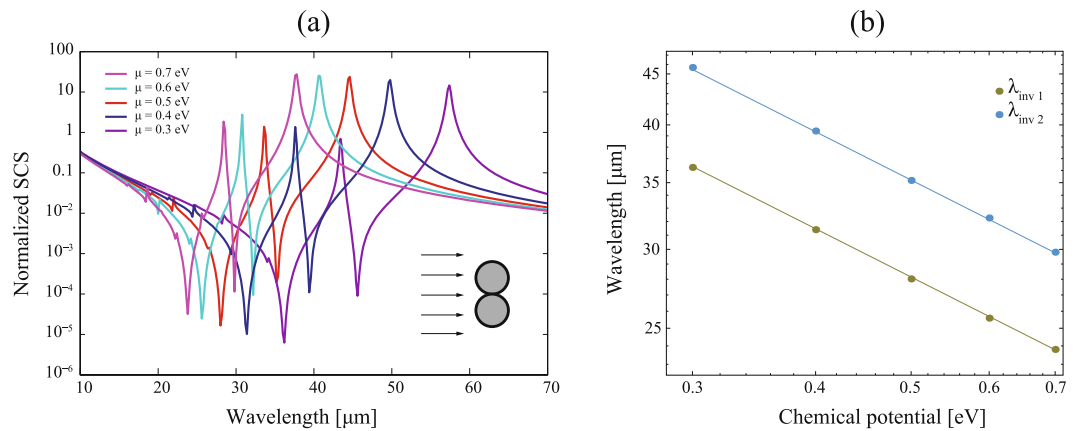 (a)
Normalized SCS
100
10
1
0.1
10⁻²
10⁻³
10⁻⁴
10⁻⁵
10⁻⁶
μ = 0.7 eV
μ = 0.6 eV
μ = 0.5 eV
μ = 0.4 eV
μ = 0.3 eV
10 20 30 40 50 60 70
Wavelength [μm]
(b)
Wavelength [μm]
45
40
35
30
25
λinv 1
λinv 2
0.3 0.4 0.5 0.6 0.7
Chemical potential [eV]